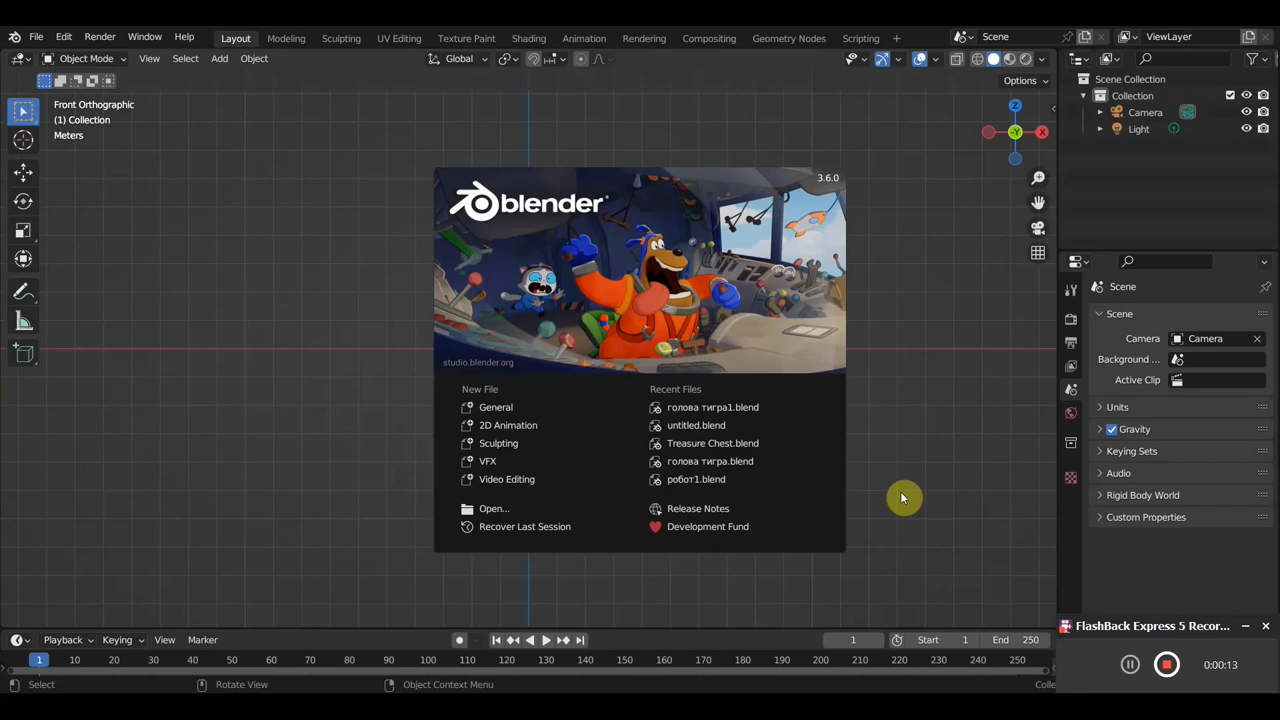 File Edit Render Window Help Layout Modeling Sculpting UV Editing Texture Paint Shading Animation Rendering Compositing Geometry Nodes Scripting + Scene ViewLayer
Object Mode View Select Add Object Global
Options
Front Orthographic
(1) Collection
Meters
Z
-Y
X
Scene Collection
Collection
Camera
Light
blender
3.6.0
studio.blender.org
New File
General
2D Animation
Sculpting
VFX
Video Editing
Open...
Recover Last Session
Recent Files
голова тигра1.blend
untitled.blend
Treasure Chest.blend
голова тигра.blend
робот1.blend
Release Notes
Development Fund
Scene
Scene
Camera Camera
Background ...
Active Clip
Units
Gravity
Keying Sets
Audio
Rigid Body World
Custom Properties
Playback Keying View Marker 1 Start 1 End 250
1 10 20 30 40 50 60 70 80 90 100 110 120 130 140 150 160 170 180 190 200 210 220 230 240 250
Select Rotate View Object Context Menu Colle
FlashBack Express 5 Recor...
0:00:13